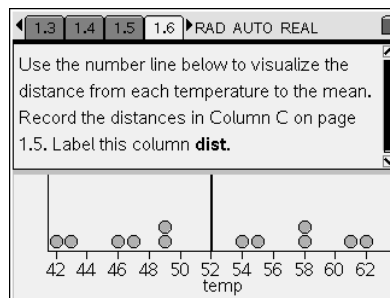 1.3 1.4 1.5 1.6 RAD AUTO REAL
Use the number line below to visualize the
distance from each temperature to the mean.
Record the distances in Column C on page
1.5. Label this column dist.
42 44 46 48 50 52 54 56 58 60 62
temp